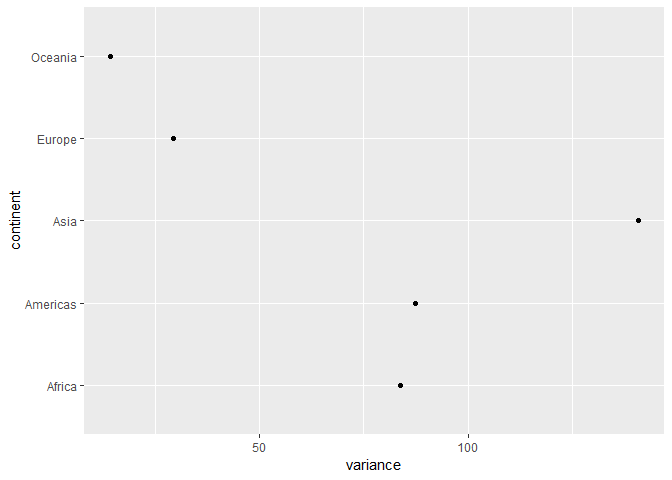 Oceania
Europe
Asia
Americas
Africa
continent
50
100
variance